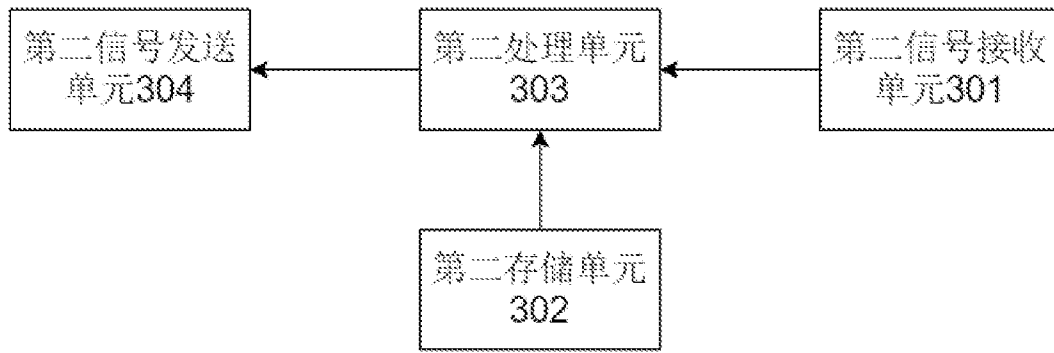 第二信号发送
单元304
第二处理单元
303
第二信号接收
单元301
第二存储单元
302